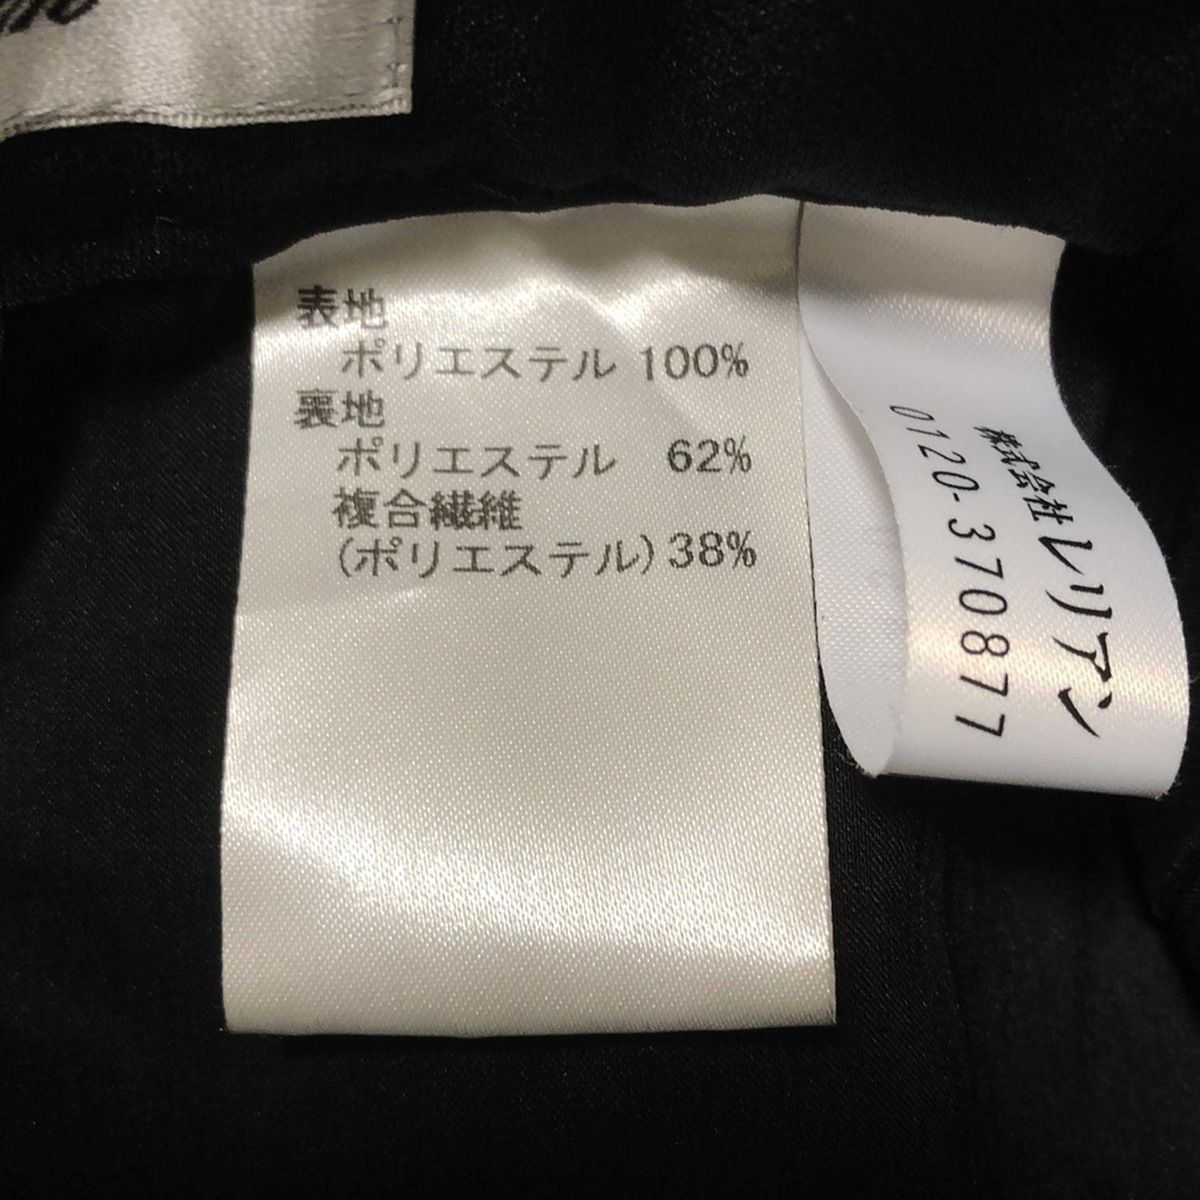 表地
ポリエステル 100%
裏地
ポリエステル 62%
複合繊維
(ポリエステル) 38%
株式会社レリアン
0120-370877